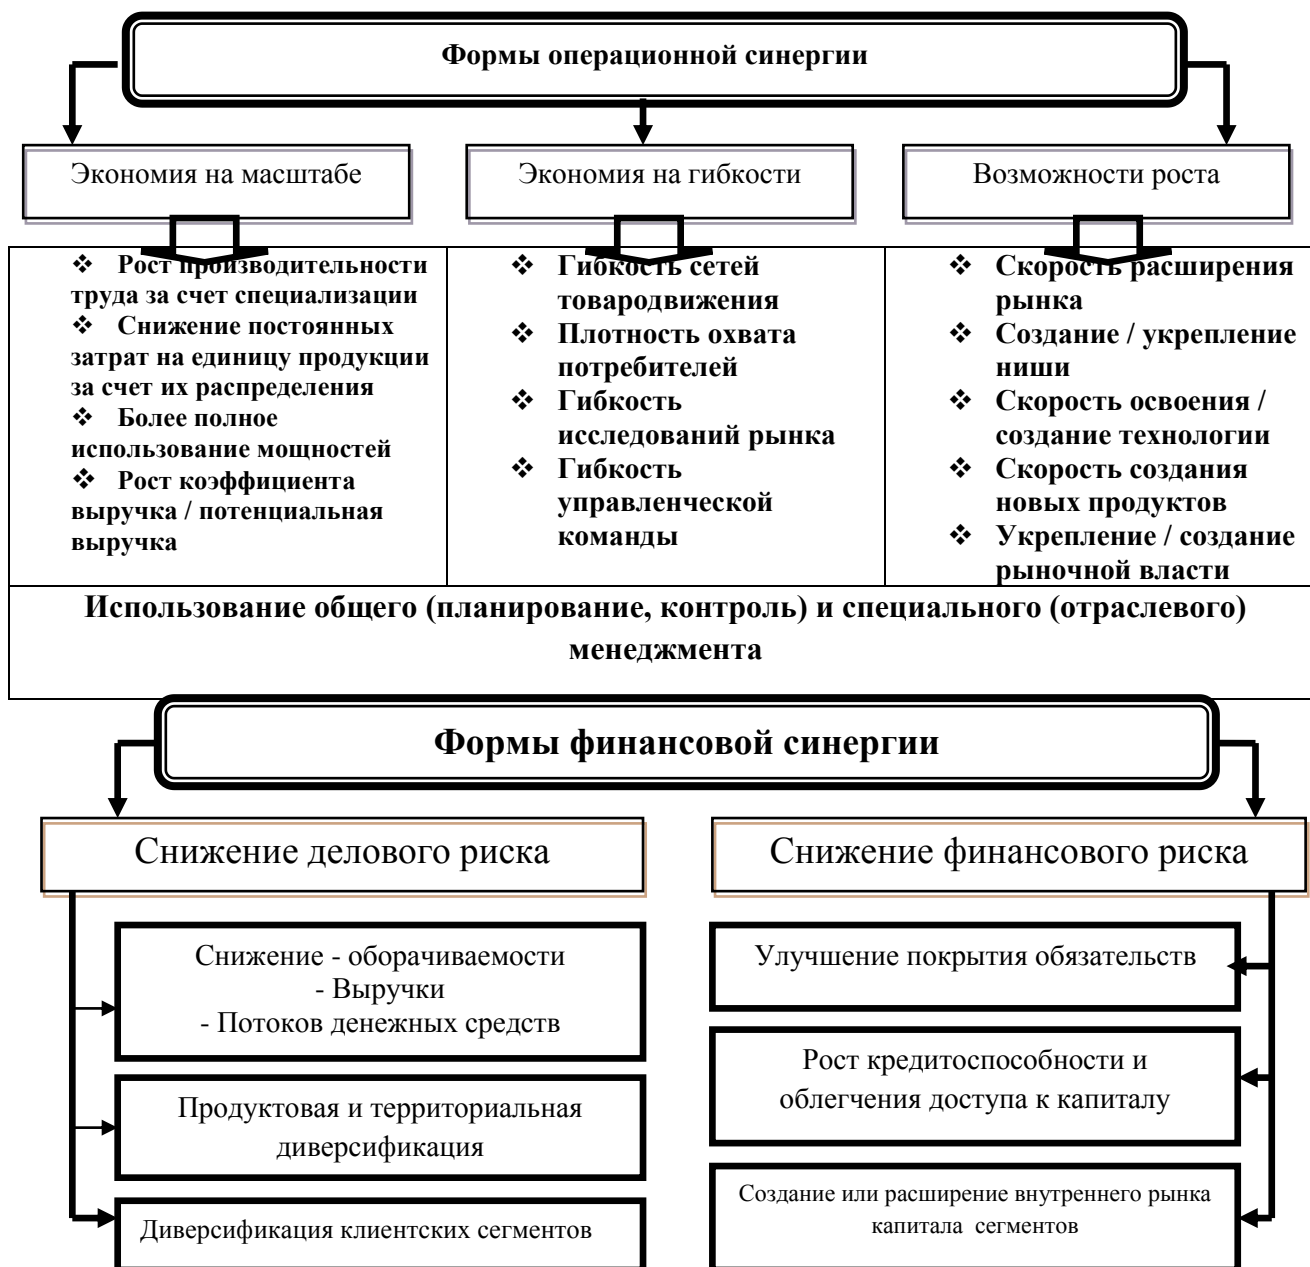 Формы операционной синергии
Экономия на масштабе
Экономия на гибкости
Возможности роста
❖ Рост производительности
труда за счет специализации
❖ Снижение постоянных
затрат на единицу продукции
за счет их распределения
❖ Более полное
использование мощностей
❖ Рост коэффициента
выручка / потенциальная
выручка
❖ Гибкость сетей
товародвижения
❖ Плотность охвата
потребителей
❖ Гибкость
исследований рынка
❖ Гибкость
управленческой
команды
❖ Скорость расширения
рынка
❖ Создание / укрепление
ниши
❖ Скорость освоения /
создание технологии
❖ Скорость создания
новых продуктов
❖ Укрепление / создание
рыночной власти
Использование общего (планирование, контроль) и специального (отраслевого)
менеджмента
Формы финансовой синергии
Снижение делового риска
Снижение - оборачиваемости
- Выручки
- Потоков денежных средств
Продуктовая и территориальная
диверсификация
Диверсификация клиентских сегментов
Снижение финансового риска
Улучшение покрытия обязательств
Рост кредитоспособности и
облегчения доступа к капиталу
Создание или расширение внутреннего рынка
капитала сегментов